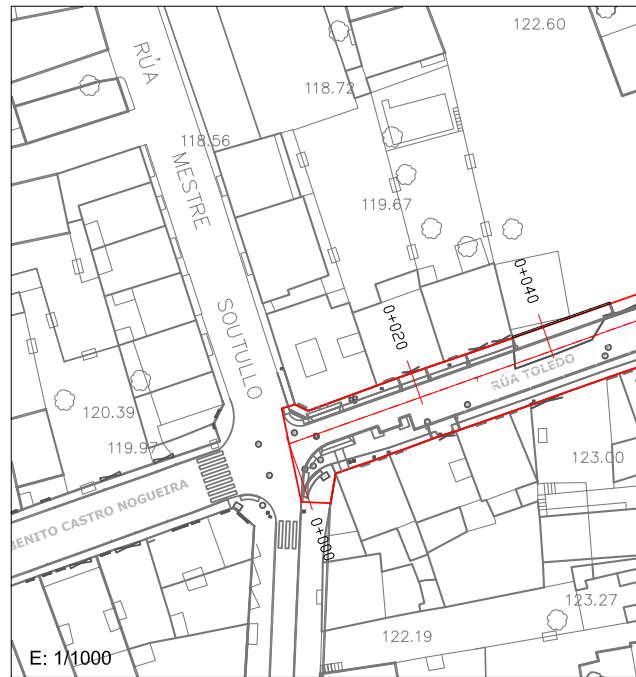 122.60
RÚA
118.72
118.56
MESTRE
119.67
0+040
SOUTULLO
0+020
RÚA TOLEDO
120.39
119.97
123.00
BENITO CASTRO NOGUEIRA
0+000
123.27
122.19
E: 1/1000